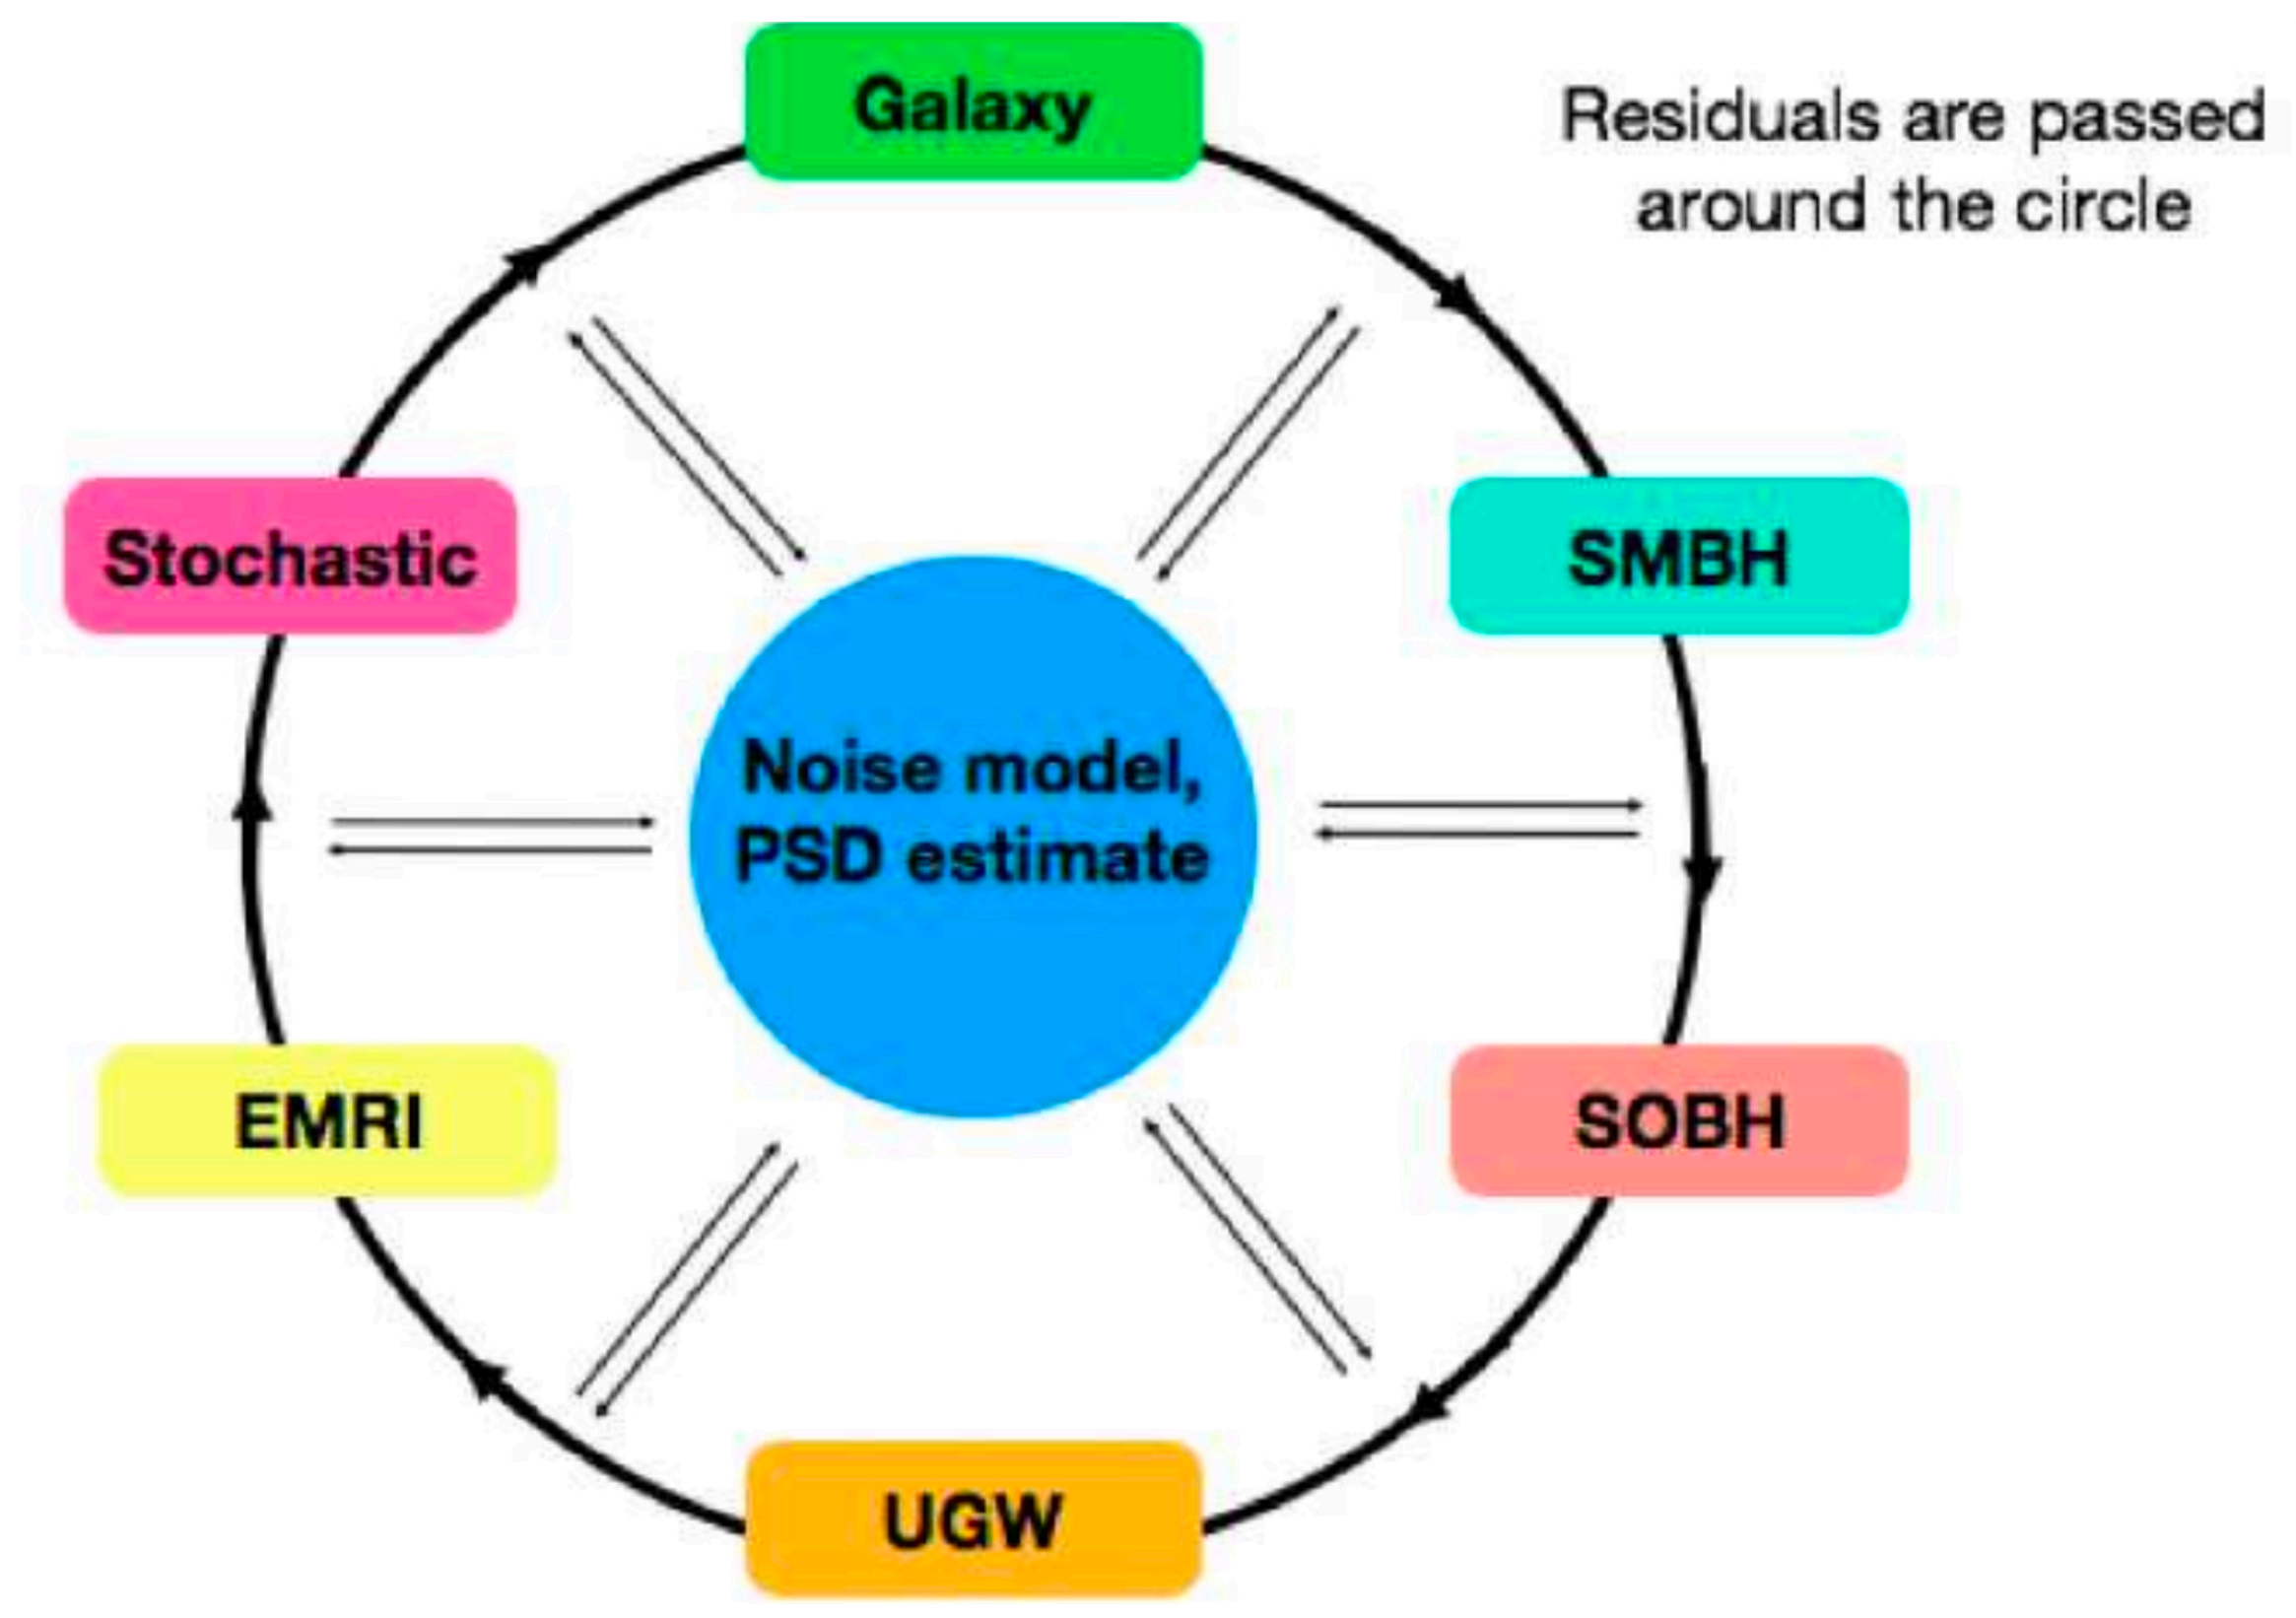 Galaxy
Residuals are passed
around the circle
Stochastic
SMBH
Noise model,
PSD estimate
EMRI
SOBH
UGW